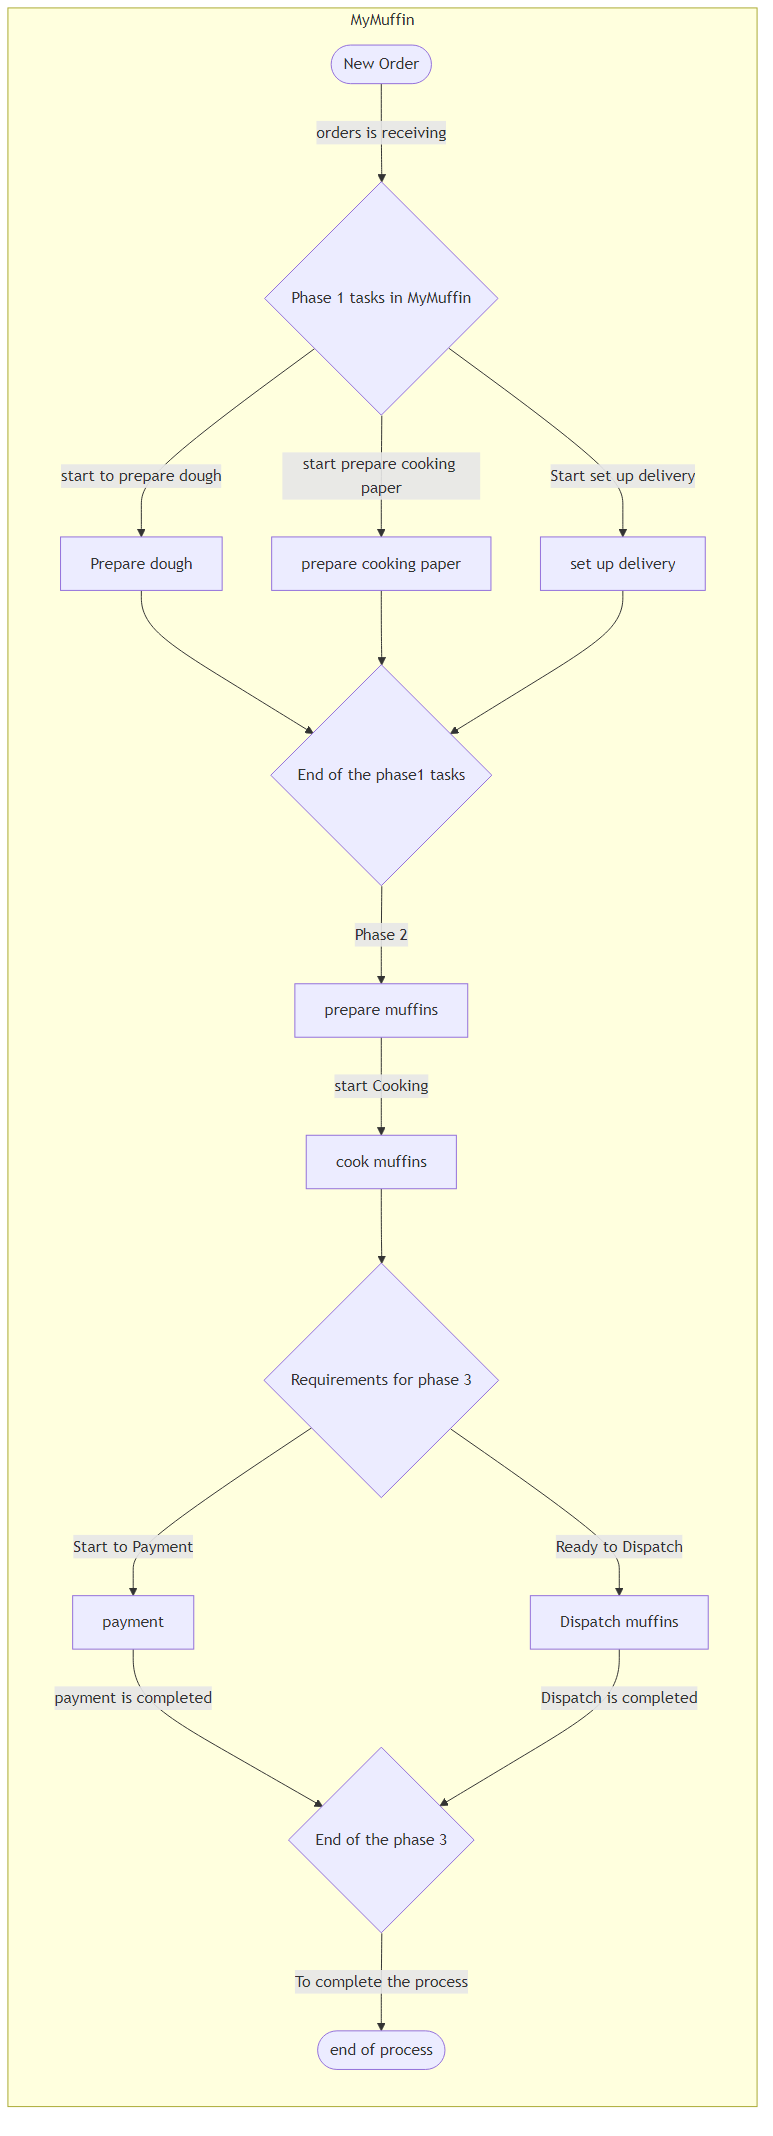 MyMuffin
New Order
orders is receiving
Phase 1 tasks in MyMuffin
start to prepare dough
start prepare cooking
paper
Start set up delivery
Prepare dough
prepare cooking paper
set up delivery
End of the phase1 tasks
Phase 2
prepare muffins
start Cooking
cook muffins
Requirements for phase 3
Start to Payment
Ready to Dispatch
payment
Dispatch muffins
payment is completed
Dispatch is completed
End of the phase 3
To complete the process
end of process